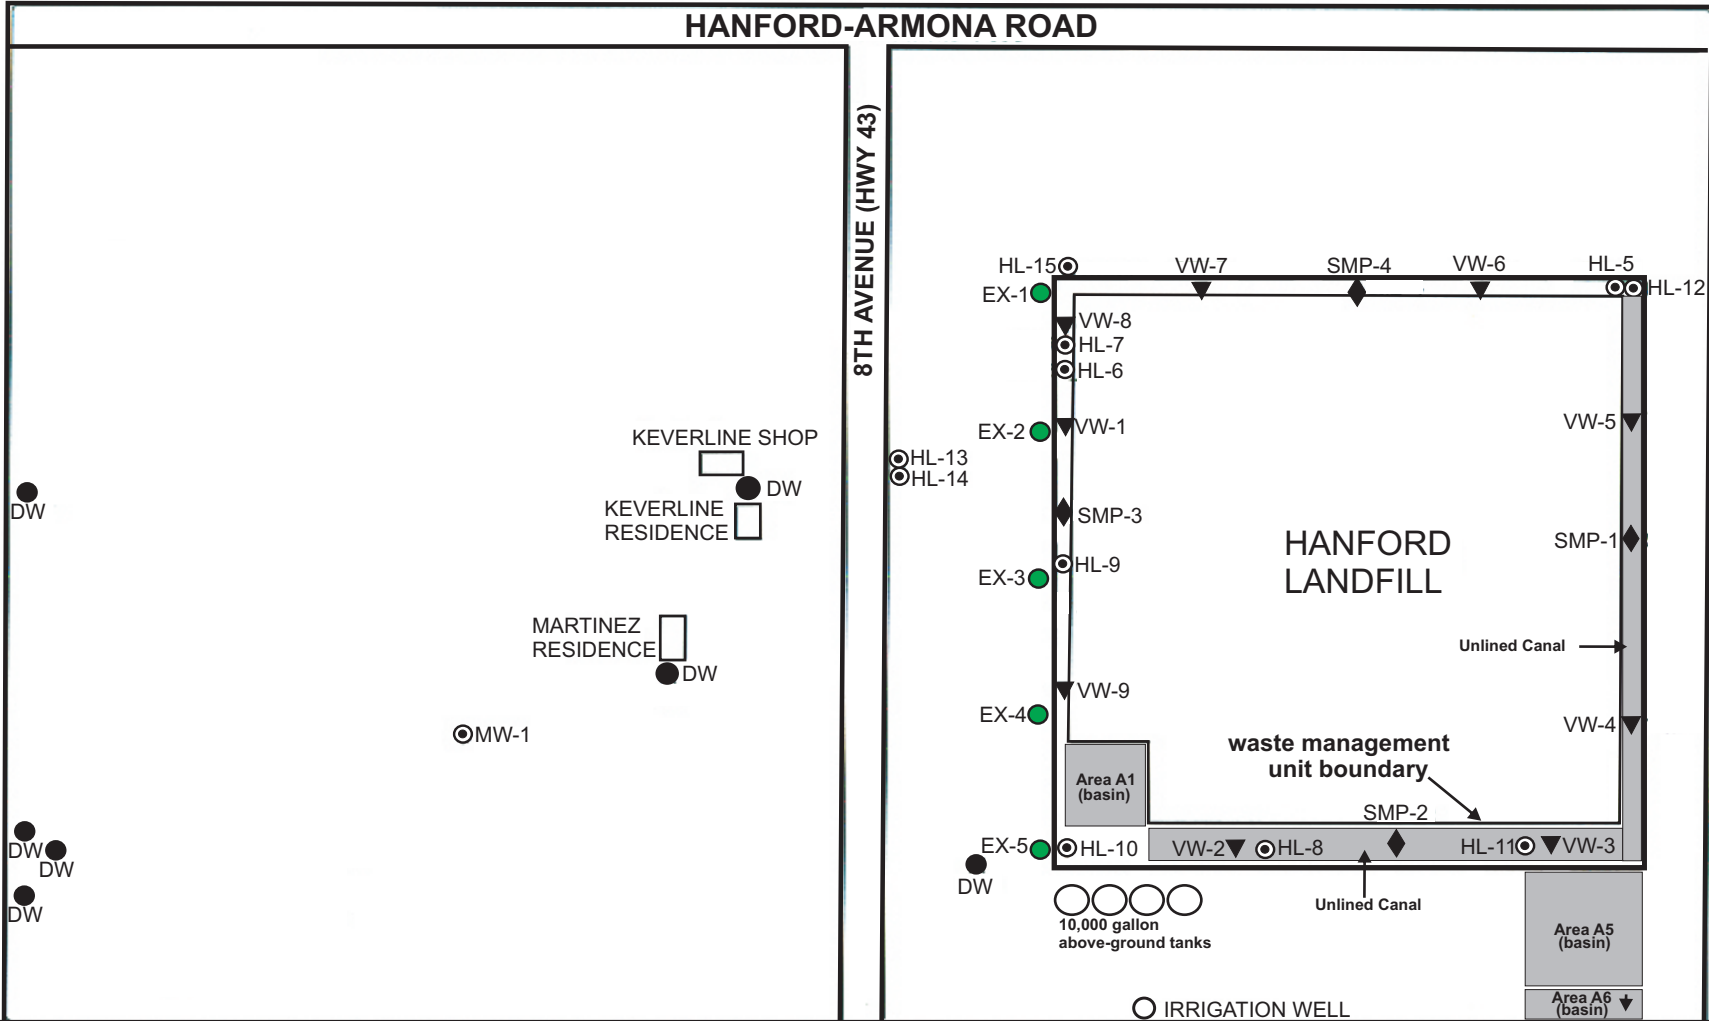 HANFORD-ARMONA ROAD
8TH AVENUE (HWY 43)
HL-15
VW-7
SMP-4
VW-6
HL-5
EX-1
HL-12
VW-8
HL-7
HL-6
EX-2
VW-1
VW-5
KEVERLINE SHOP
HL-13
HL-14
DW
DW
KEVERLINE
RESIDENCE
SMP-3
HANFORD
LANDFILL
SMP-1
EX-3
HL-9
MARTINEZ
RESIDENCE
DW
Unlined Canal
VW-9
EX-4
VW-4
MW-1
waste management
unit boundary
Area A1
(basin)
SMP-2
DW
DW
DW
EX-5
HL-10
VW-2
HL-8
HL-11
VW-3
DW
Unlined Canal
10,000 gallon
above-ground tanks
Area A5
(basin)
Area A6
(basin)
IRRIGATION WELL